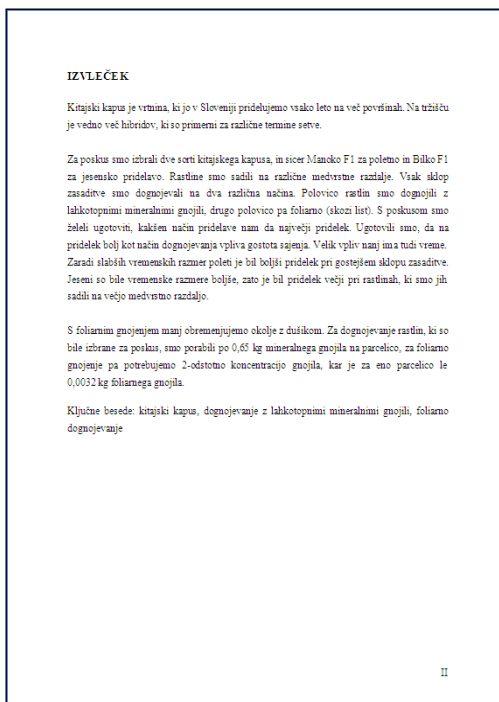 IZVLEČEK
Kitajski kapus je vrtnina, ki jo v Sloveniji pridelujemo vsako leto na več površinah. Na tržišču
je vedno več hibridov, ki so primerni za različne termine setve.
Za poskus smo izbrali dve sorti kitajskega kapusa, in sicer Manoko F1 za poletno in Bilko F1
za jesensko pridelavo. Rastline smo sadili na različne medvrstne razdalje. Vsak sklop
zasaditve smo dognojevali na dva različna načina. Polovico rastlin smo dognojili z
lahkotopnimi mineralnimi gnojili, drugo polovico pa foliarno (skozi list). S poskusom smo
želeli ugotoviti, kakšen način pridelave nam da največji pridelek. Ugotovili smo, da na
pridelek bolj kot način dognojevanja vpliva gostota sajenja. Velik vpliv nanj ima tudi vreme.
Zaradi slabših vremenskih razmer poleti je bil boljši pridelek pri gostejšem sklopu zasaditve.
Jeseni so bile vremenske razmere boljše, zato je bil pridelek večji pri rastlinah, ki smo jih
sadili na večjo medvrstno razdaljo.
S foliarnim gnojenjem manj obremenjujemo okolje z dušikom. Za dognojevanje rastlin, ki so
bile izbrane za poskus, smo porabili po 0,65 kg mineralnega gnojila na parcelico, za foliarno
gnojenje pa potrebujemo 2-odstotno koncentracijo gnojila, kar je za eno parcelico le
0,0032 kg foliarnega gnojila.
Ključne besede: kitajski kapus, dognojevanje z lahkotopnimi mineralnimi gnojili, foliarno
dognojevanje
II